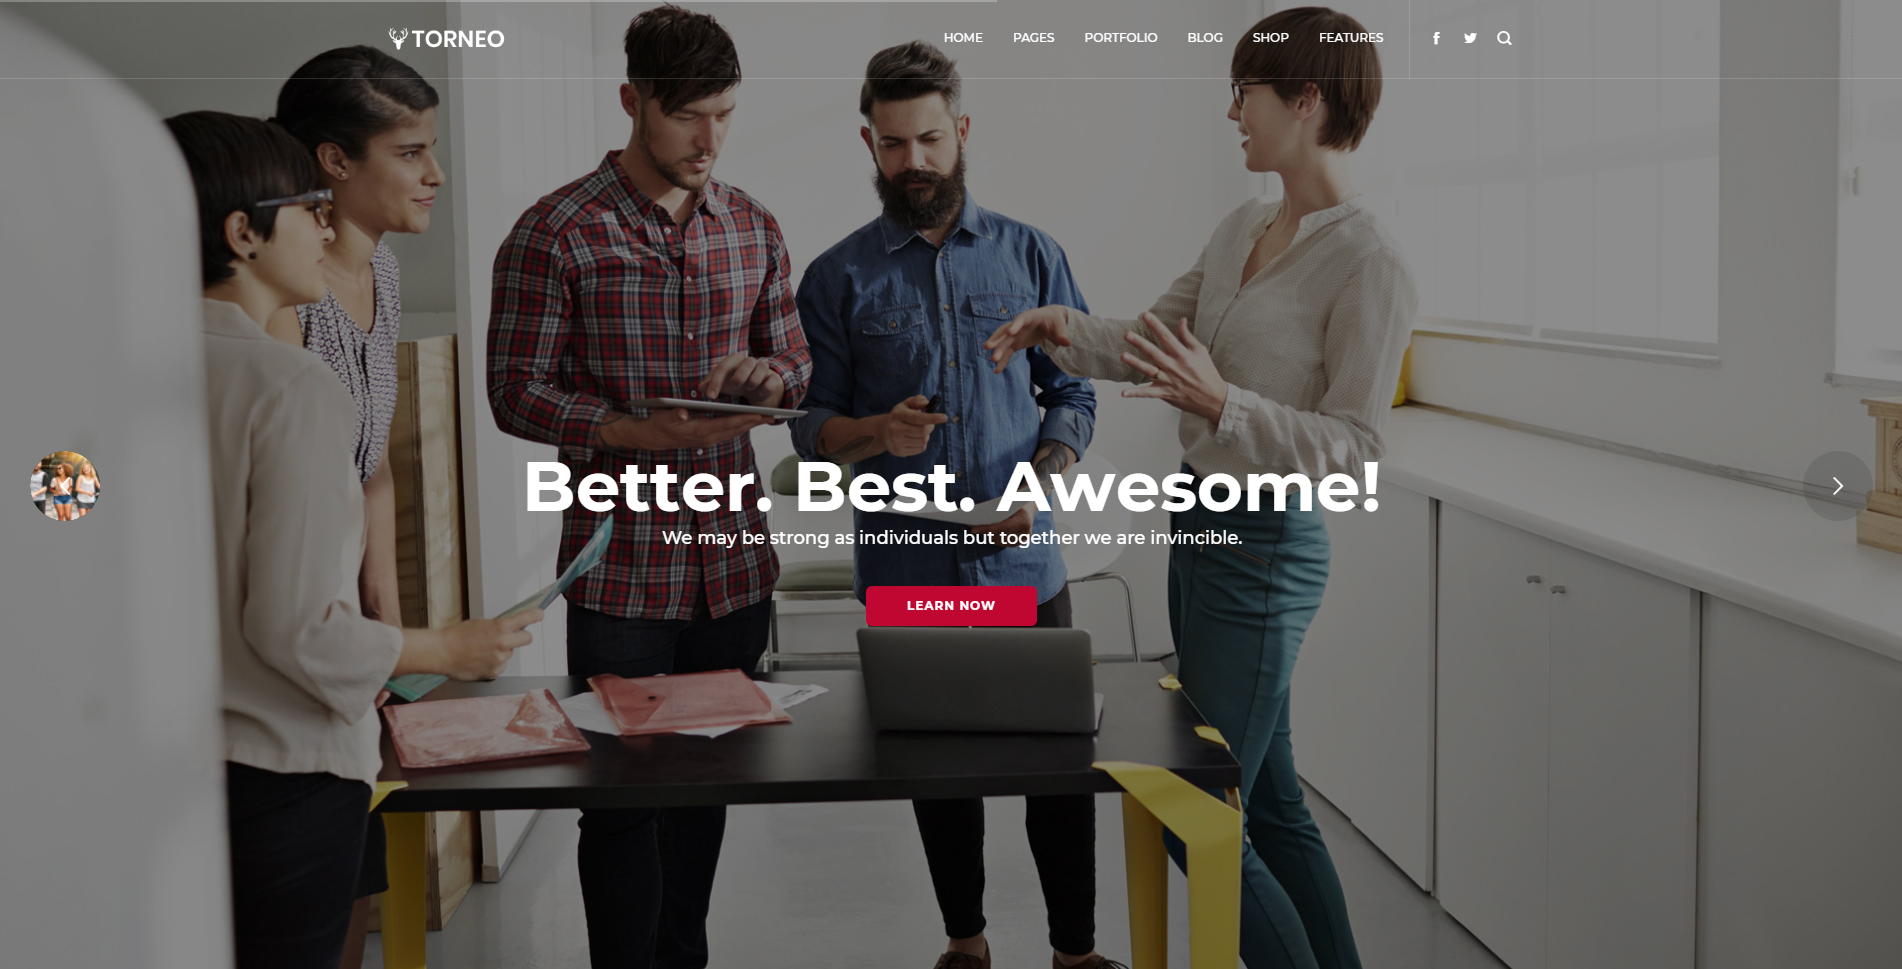 TORNEO
HOME PAGES PORTFOLIO BLOG SHOP FEATURES
Better. Best. Awesome!
We may be strong as individuals but together we are invincible.
LEARN NOW